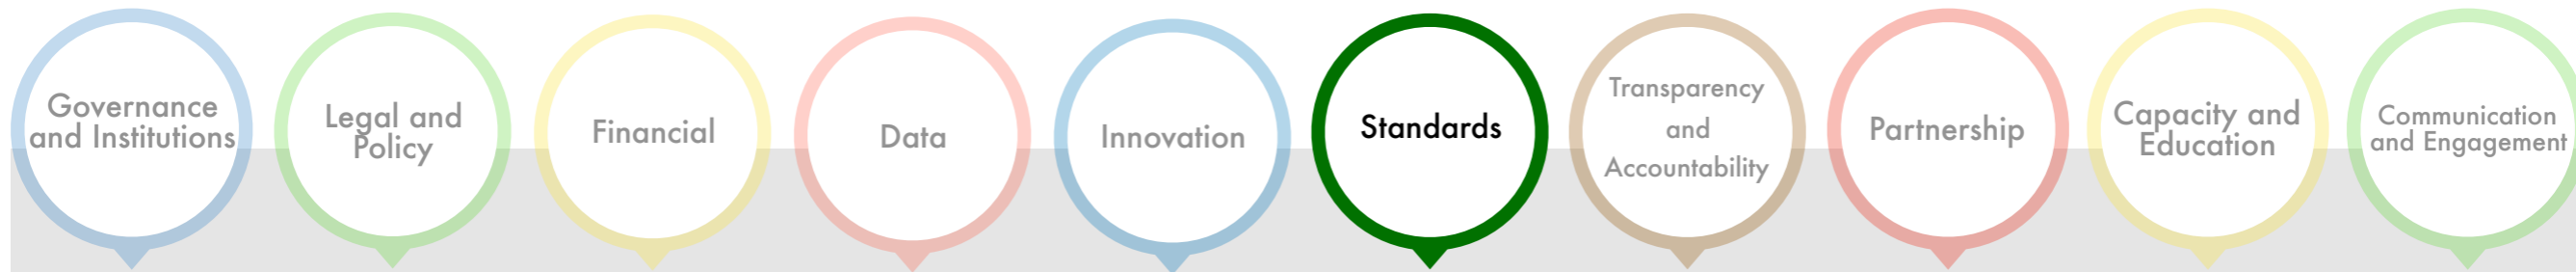 Governance
and Institutions
Legal and
Policy
Financial
Data
Innovation
Standards
Transparency
and
Accountability
Partnership
Capacity and
Education
Communication
and Engagement